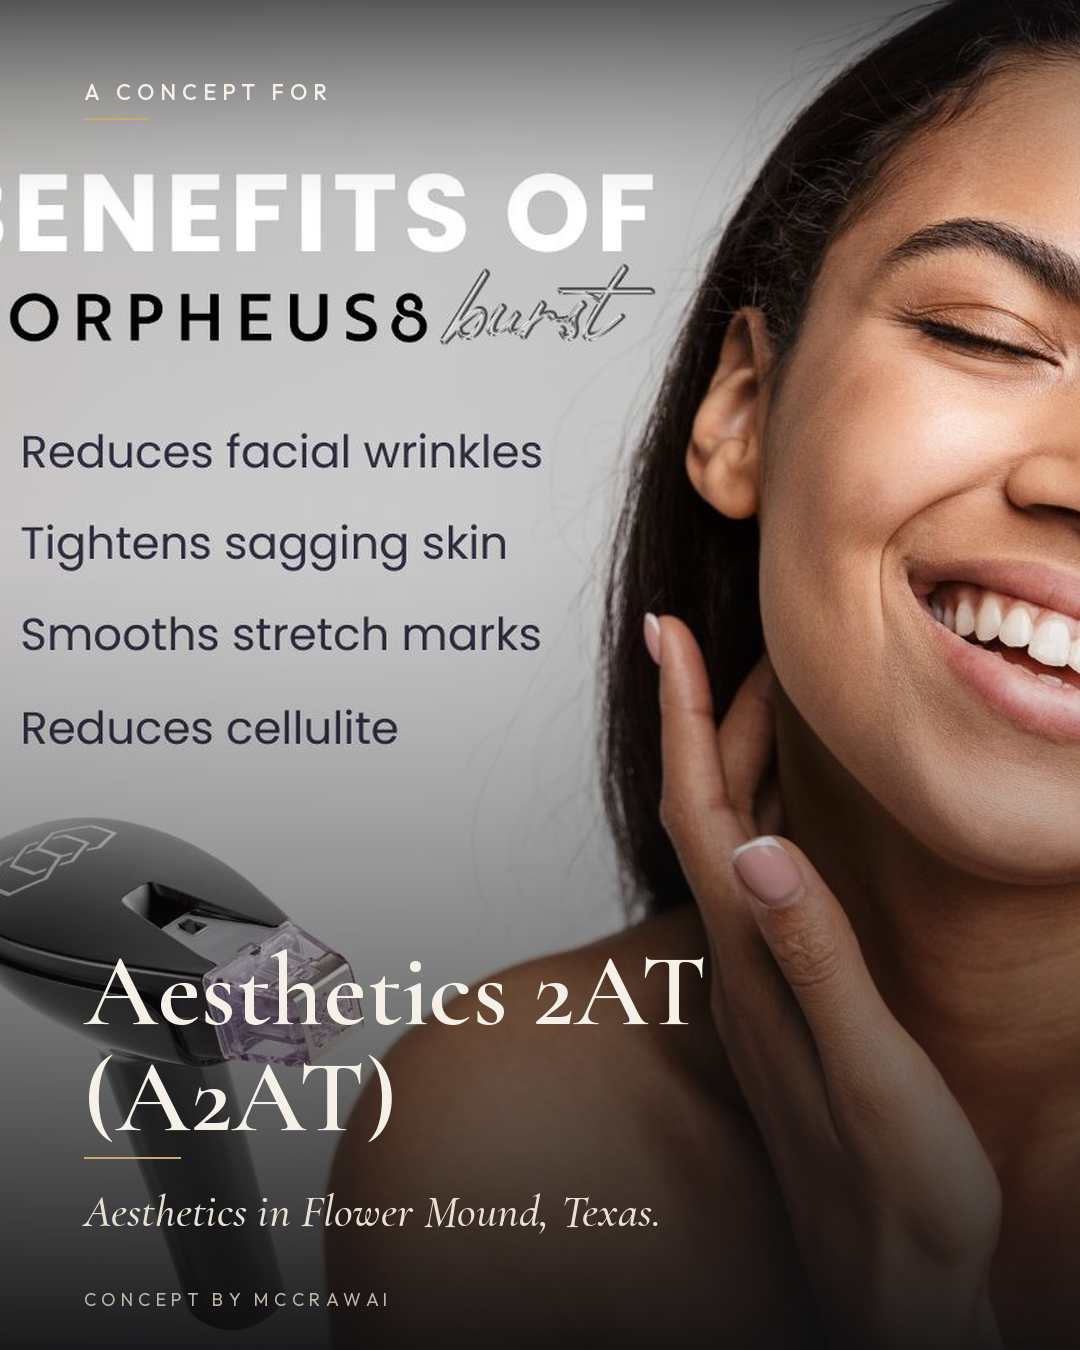 A CONCEPT FOR
BENEFITS OF
ORPHEUS8 burst
Reduces facial wrinkles
Tightens sagging skin
Smooths stretch marks
Reduces cellulite
Aesthetics 2AT
(A2AT)
Aesthetics in Flower Mound, Texas.
CONCEPT BY MCCRAWAI